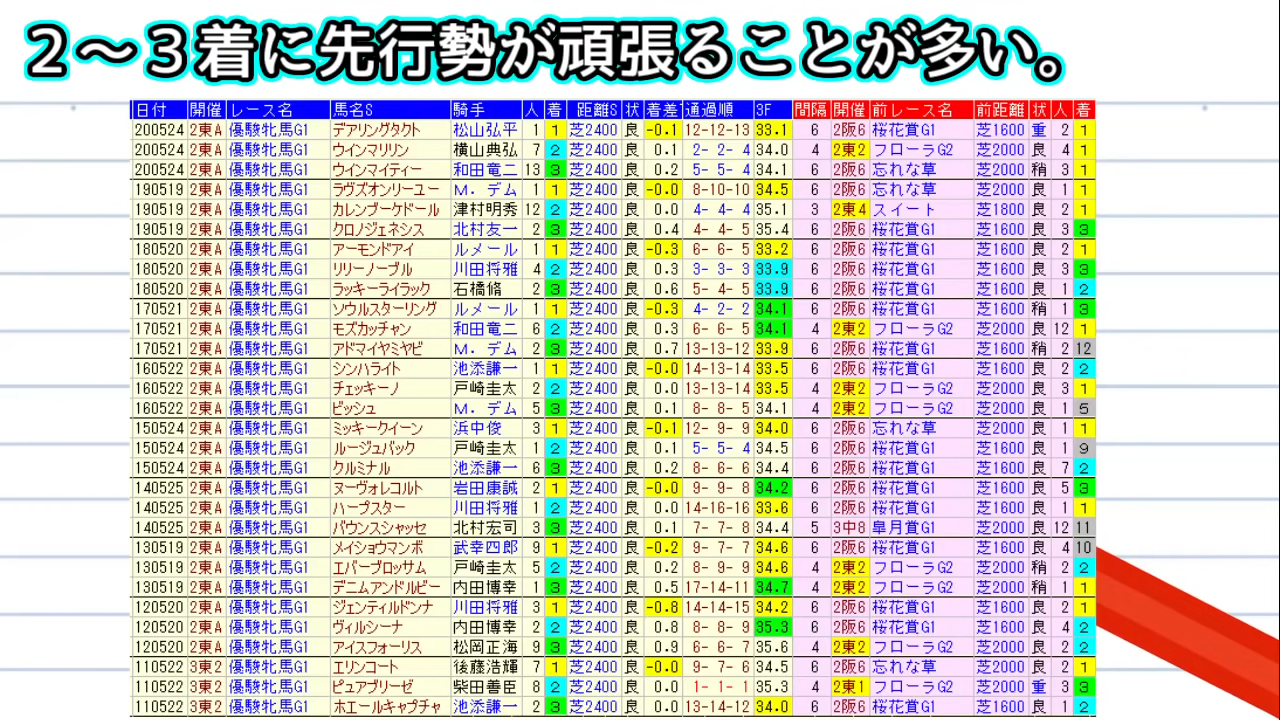 ２～３着に先行勢が頑張ることが多い。
日付 開催 レース名 馬名S 騎手 人 着 距離S 状 着差 通過順 3F 間隔 開催 前レース名 前距離 状 人 着
200524 2東A 優駿牝馬G1 デアリングタクト 松山弘平 1 1 芝2400 良 -0.1 12-12-13 33.1 6 2阪6 桜花賞G1 芝1600 重 2 1
200524 2東A 優駿牝馬G1 ウインマリリン 横山典弘 7 2 芝2400 良 0.1 2- 2- 4 34.0 4 2東2 フローラG2 芝2000 良 4 1
200524 2東A 優駿牝馬G1 ウインマイティー 和田竜二 13 3 芝2400 良 0.2 5- 5- 4 34.1 6 2阪6 忘れな草 芝2000 稍 3 1
190519 2東A 優駿牝馬G1 ラヴズオンリーユー M．デム 1 1 芝2400 良 -0.0 8-10-10 34.5 6 2阪6 忘れな草 芝2000 良 1 1
190519 2東A 優駿牝馬G1 カレンブーケドール 津村明秀 12 2 芝2400 良 0.0 4- 4- 4 35.1 3 2東4 スイート 芝1800 良 2 1
190519 2東A 優駿牝馬G1 クロノジェネシス 北村友一 2 3 芝2400 良 0.4 4- 4- 5 35.4 6 2阪6 桜花賞G1 芝1600 良 3 3
180520 2東A 優駿牝馬G1 アーモンドアイ ルメール 1 1 芝2400 良 -0.3 6- 6- 5 33.2 6 2阪6 桜花賞G1 芝1600 良 2 1
180520 2東A 優駿牝馬G1 リリーノーブル 川田将雅 4 2 芝2400 良 0.3 3- 3- 3 33.9 6 2阪6 桜花賞G1 芝1600 良 3 3
180520 2東A 優駿牝馬G1 ラッキーライラック 石橋脩 2 3 芝2400 良 0.6 5- 4- 5 33.9 6 2阪6 桜花賞G1 芝1600 良 1 2
170521 2東A 優駿牝馬G1 ソウルスターリング ルメール 1 1 芝2400 良 -0.3 4- 2- 2 34.1 6 2阪6 桜花賞G1 芝1600 稍 1 3
170521 2東A 優駿牝馬G1 モズカッチャン 和田竜二 6 2 芝2400 良 0.3 6- 6- 5 34.1 4 2東2 フローラG2 芝2000 良 12 1
170521 2東A 優駿牝馬G1 アドマイヤミヤビ M．デム 2 3 芝2400 良 0.7 13-13-12 33.9 6 2阪6 桜花賞G1 芝1600 稍 2 12
160522 2東A 優駿牝馬G1 シンハライト 池添謙一 1 1 芝2400 良 -0.0 14-13-14 33.5 6 2阪6 桜花賞G1 芝1600 良 2 2
160522 2東A 優駿牝馬G1 チェッキーノ 戸崎圭太 2 2 芝2400 良 0.0 13-13-14 33.5 4 2東2 フローラG2 芝2000 良 3 1
160522 2東A 優駿牝馬G1 ビッシュ M．デム 5 3 芝2400 良 0.1 8- 8- 5 34.1 4 2東2 フローラG2 芝2000 良 1 5
150524 2東A 優駿牝馬G1 ミッキークイーン 浜中俊 3 1 芝2400 良 -0.1 12- 9- 9 34.0 6 2阪6 忘れな草 芝2000 良 1 1
150524 2東A 優駿牝馬G1 ルージュバック 戸崎圭太 1 2 芝2400 良 0.1 5- 5- 4 34.5 6 2阪6 桜花賞G1 芝1600 良 1 9
150524 2東A 優駿牝馬G1 クルミナル 池添謙一 6 3 芝2400 良 0.2 8- 6- 6 34.4 6 2阪6 桜花賞G1 芝1600 良 7 2
140525 2東A 優駿牝馬G1 ヌーヴォレコルト 岩田康誠 2 1 芝2400 良 -0.0 9- 9- 8 34.2 6 2阪6 桜花賞G1 芝1600 良 5 3
140525 2東A 優駿牝馬G1 ハープスター 川田将雅 1 2 芝2400 良 0.0 14-16-16 33.6 6 2阪6 桜花賞G1 芝1600 良 1 1
140525 2東A 優駿牝馬G1 バウンスシャッセ 北村宏司 3 3 芝2400 良 0.1 7- 7- 8 34.4 5 3中8 皐月賞G1 芝2000 良 12 11
130519 2東A 優駿牝馬G1 メイショウマンボ 武幸四郎 9 1 芝2400 良 -0.2 9- 7- 7 34.6 6 2阪6 桜花賞G1 芝1600 良 4 10
130519 2東A 優駿牝馬G1 エバーブロッサム 戸崎圭太 5 2 芝2400 良 0.2 8- 9- 9 34.6 4 2東2 フローラG2 芝2000 稍 2 2
130519 2東A 優駿牝馬G1 デニムアンドルビー 内田博幸 1 3 芝2400 良 0.5 17-14-11 34.7 4 2東2 フローラG2 芝2000 稍 1 1
120520 2東A 優駿牝馬G1 ジェンティルドンナ 川田将雅 3 1 芝2400 良 -0.8 14-14-15 34.2 6 2阪6 桜花賞G1 芝1600 良 2 1
120520 2東A 優駿牝馬G1 ヴィルシーナ 内田博幸 2 2 芝2400 良 0.8 8- 8- 9 35.3 6 2阪6 桜花賞G1 芝1600 良 4 2
120520 2東A 優駿牝馬G1 アイスフォーリス 松岡正海 9 3 芝2400 良 0.9 6- 6- 7 35.6 4 2東2 フローラG2 芝2000 良 2 2
110522 3東2 優駿牝馬G1 エリンコート 後藤浩輝 7 1 芝2400 良 -0.0 9- 7- 6 34.5 6 2阪6 忘れな草 芝2000 良 2 1
110522 3東2 優駿牝馬G1 ピュアブリーゼ 柴田善臣 8 2 芝2400 良 0.0 1- 1- 1 35.3 4 2東1 フローラG2 芝2000 重 3 3
110522 3東2 優駿牝馬G1 ホエールキャプチャ 池添謙一 2 3 芝2400 良 0.0 13-14-12 34.0 6 2阪6 桜花賞G1 芝1600 良 1 2